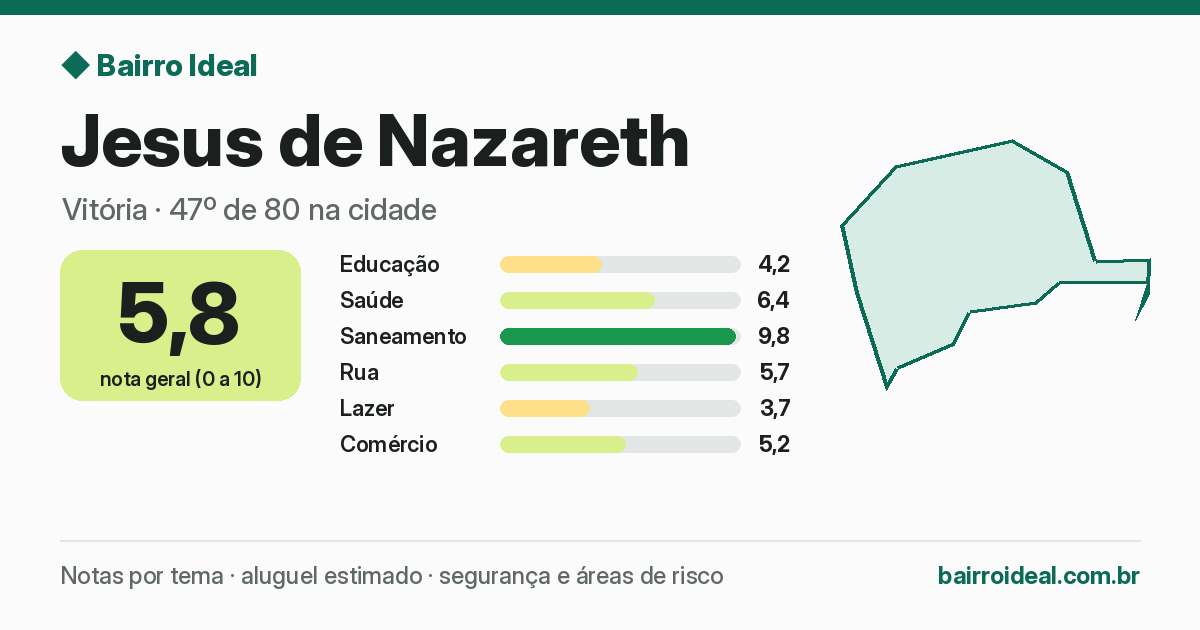 Bairro Ideal
Jesus de Nazareth
Vitória · 47º de 80 na cidade
5,8
nota geral (0 a 10)
Educação 4,2
Saúde 6,4
Saneamento 9,8
Rua 5,7
Lazer 3,7
Comércio 5,2
Notas por tema · aluguel estimado · segurança e áreas de risco
bairroideal.com.br